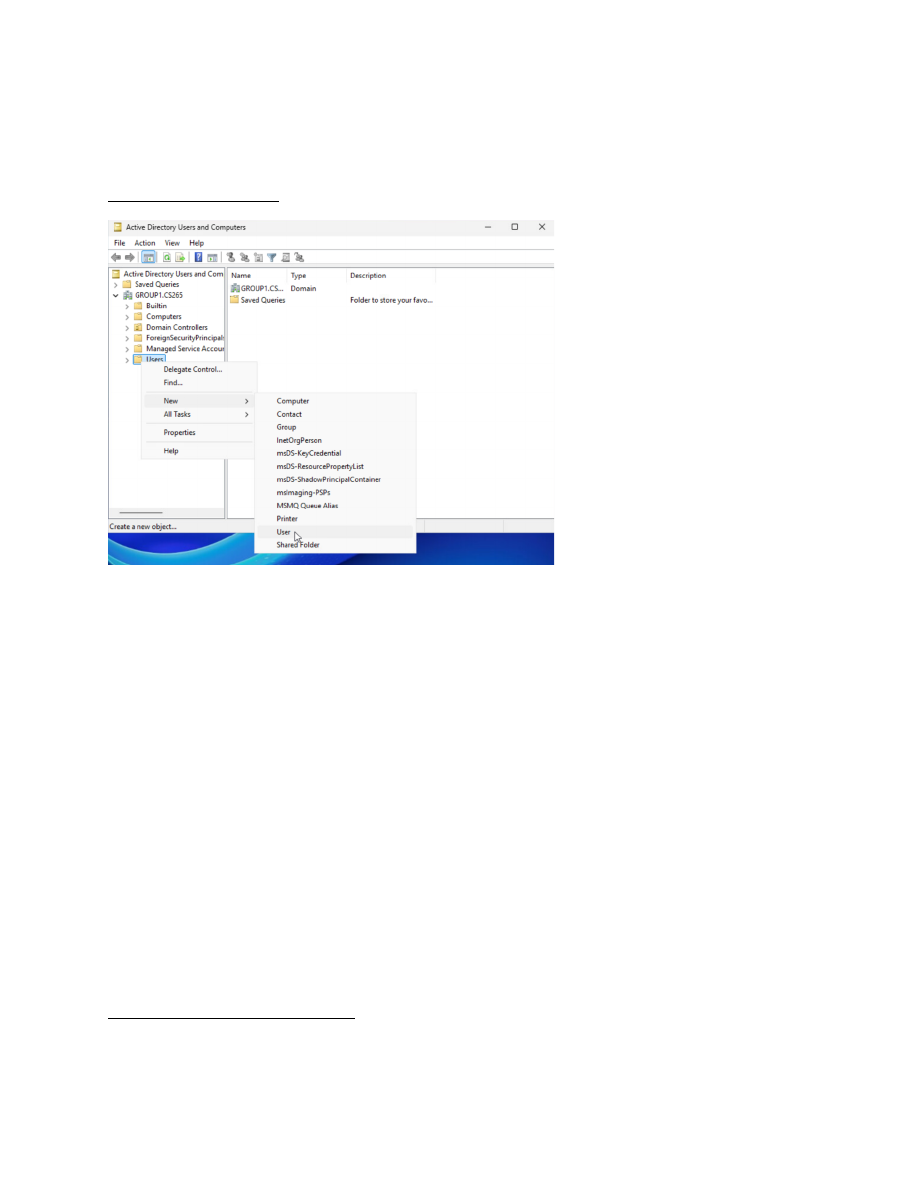 Active Directory Users and Computers
File Action View Help
Active Directory Users and Com
Saved Queries
GROUP1.CS265
Builtin
Computers
Domain Controllers
ForeignSecurityPrincipals
Managed Service Accour
Users
Name Type Description
GROUP1.CS... Domain
Saved Queries Folder to store your favo...
Delegate Control...
Find...
New
All Tasks
Properties
Help
Computer
Contact
Group
InetOrgPerson
msDS-KeyCredential
msDS-ResourcePropertyList
msDS-ShadowPrincipalContainer
msImaging-PSPs
MSMQ Queue Alias
Printer
User
Shared Folder
Create a new object...